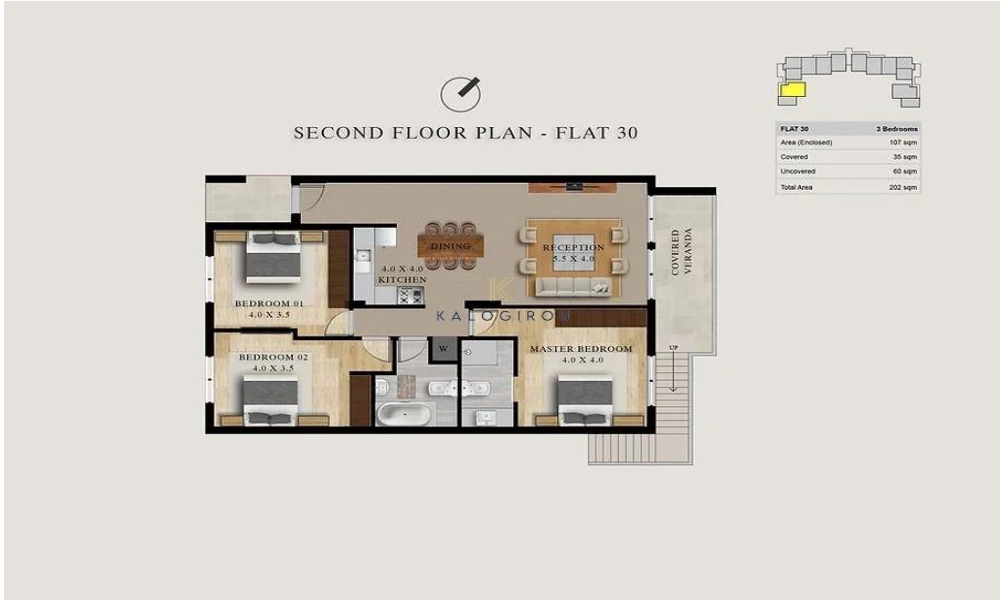 SECOND FLOOR PLAN - FLAT 30
FLAT 30 3 Bedrooms
Area (Enclosed) 107 sqm
Covered 35 sqm
Uncovered 60 sqm
Total Area 202 sqm
DINING
RECEPTION
5.5 X 4.0
COVERED
VERANDA
4.0 X 4.0
KITCHEN
BEDROOM 01
4.0 X 3.5
K
KALOGIROU
W
MASTER BEDROOM
4.0 X 4.0
UP
BEDROOM 02
4.0 X 3.5